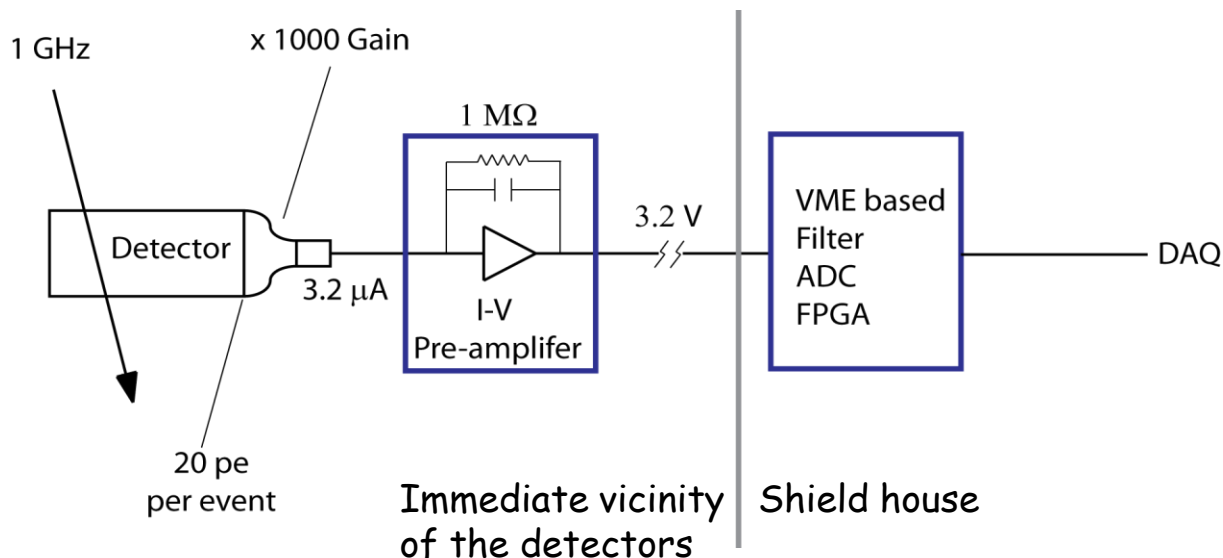 1 GHz
x 1000 Gain
Detector
3.2 μA
20 pe
per event
1 MΩ
I-V
Pre-amplifer
3.2 V
VME based
Filter
ADC
FPGA
DAQ
Immediate vicinity
of the detectors
Shield house